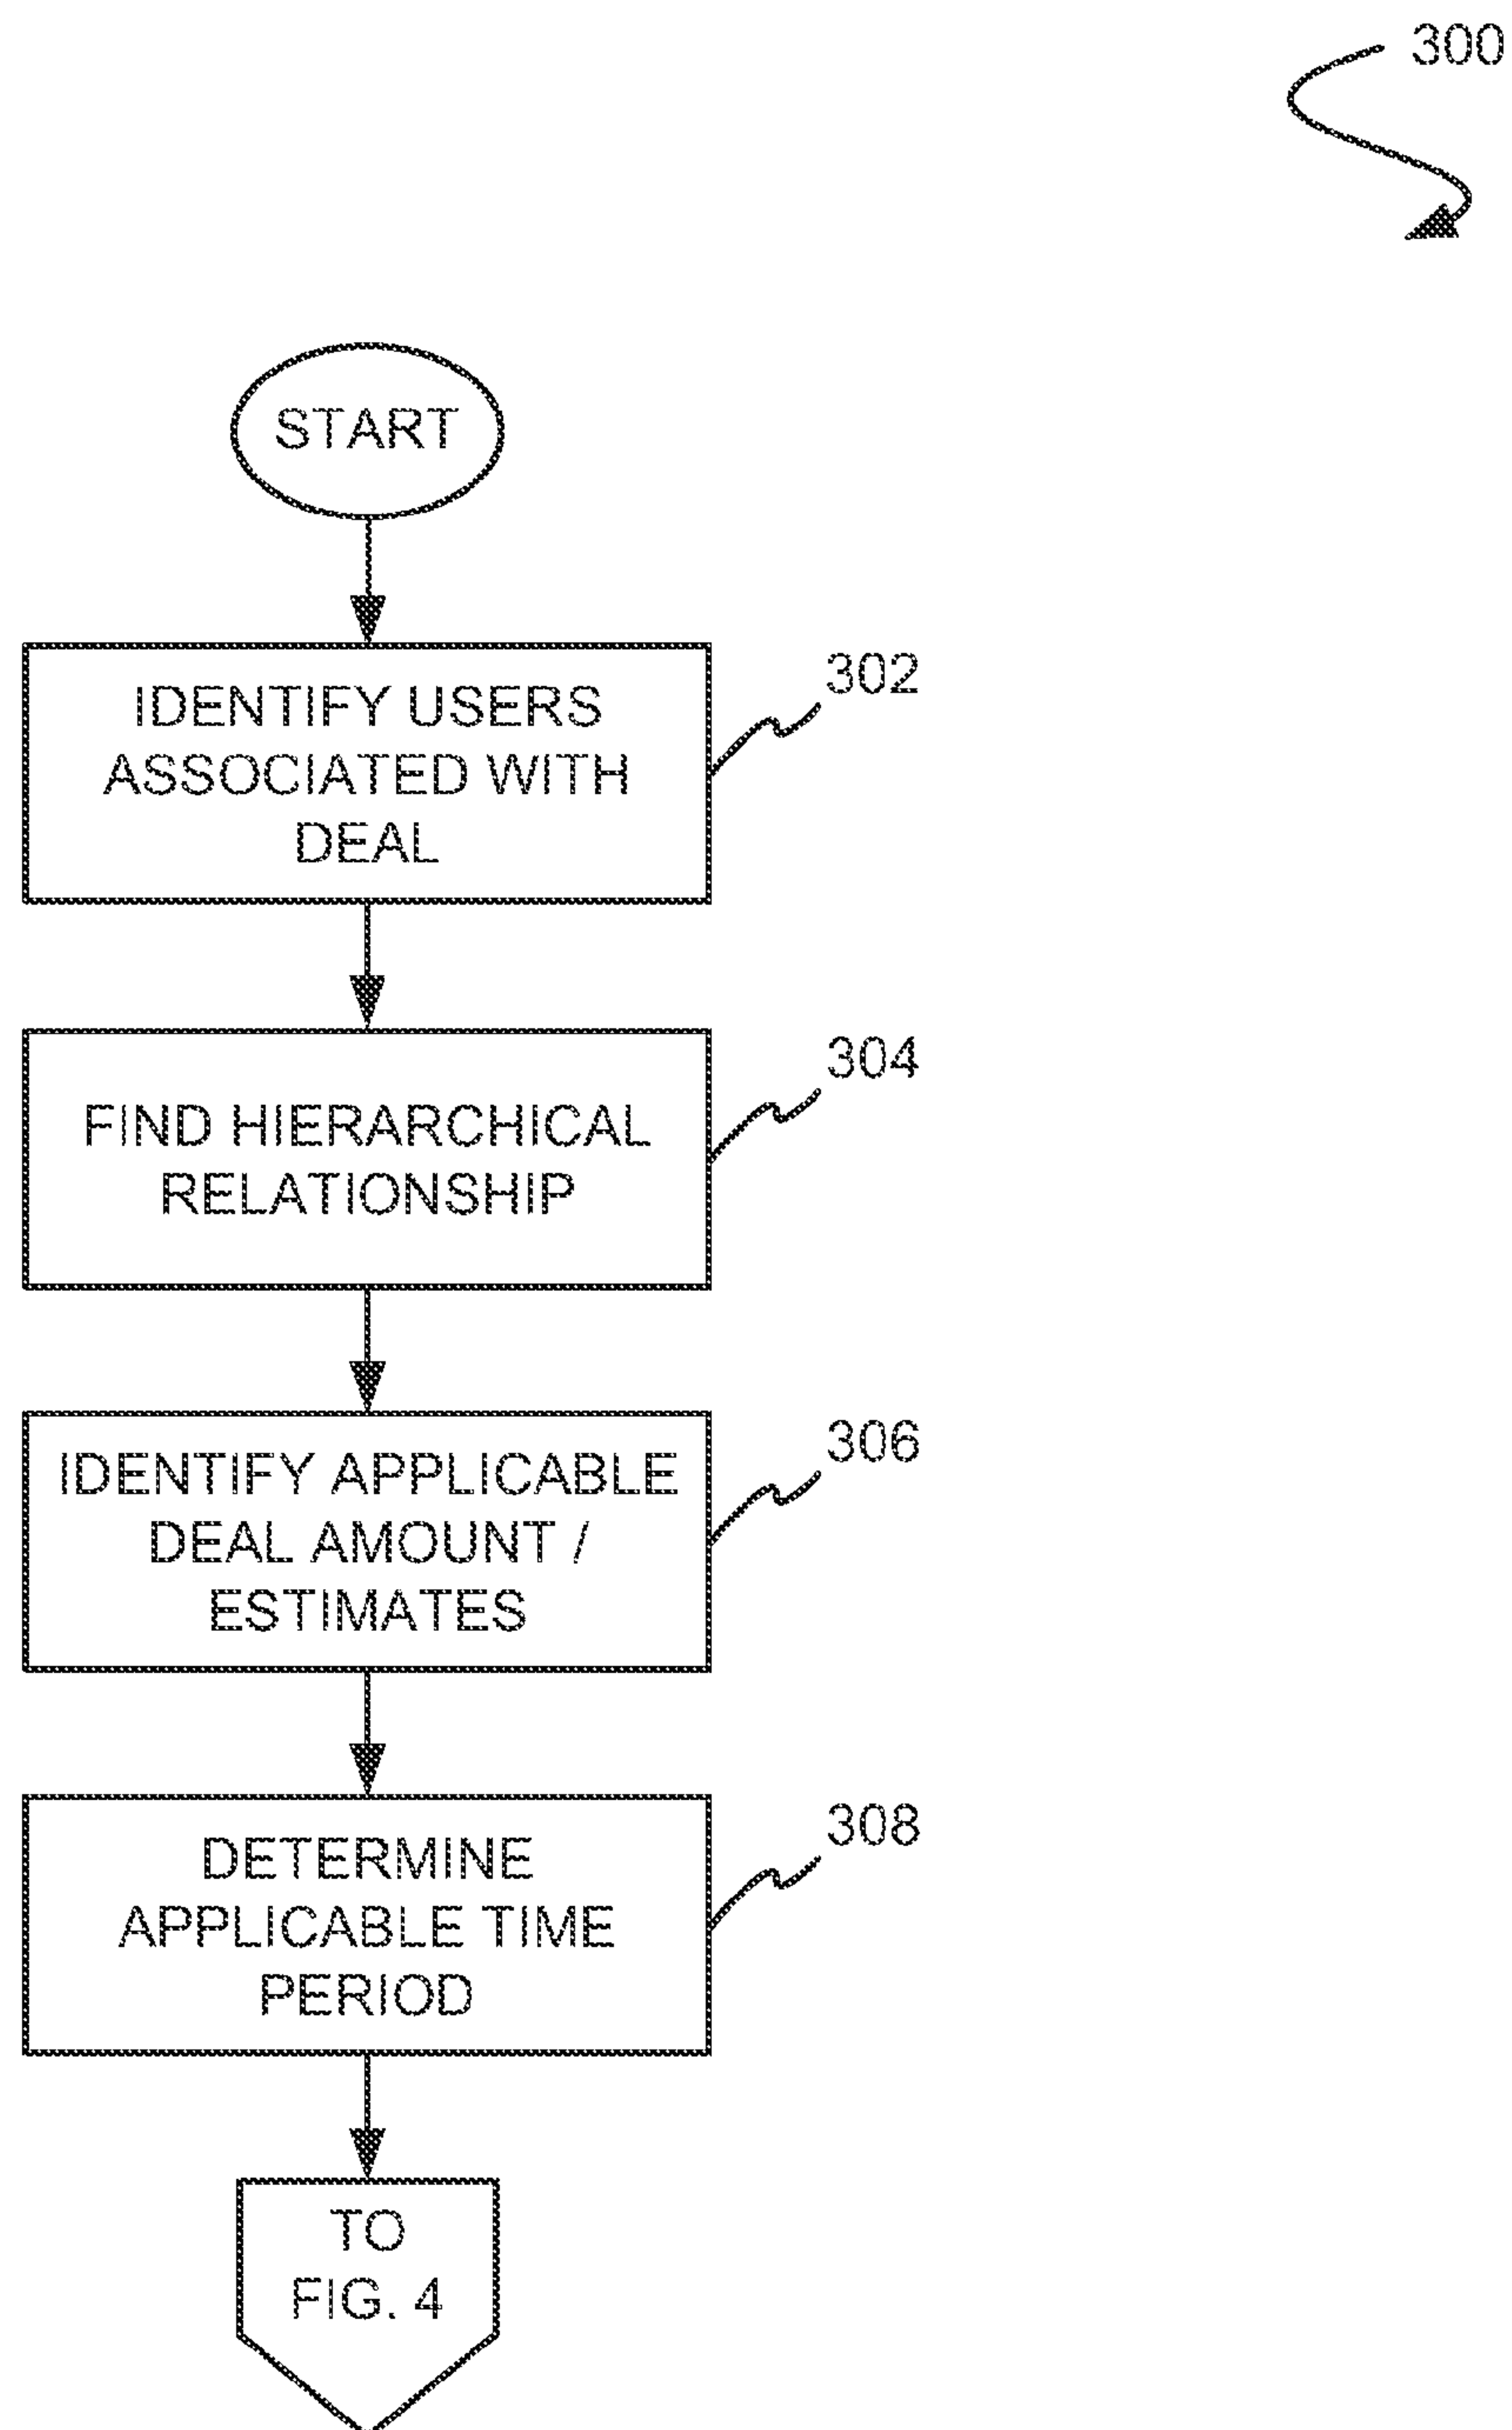 300
START
IDENTIFY USERS
ASSOCIATED WITH
DEAL
302
FIND HIERARCHICAL
RELATIONSHIP
304
IDENTIFY APPLICABLE
DEAL AMOUNT /
ESTIMATES
306
DETERMINE
APPLICABLE TIME
PERIOD
308
TO
FIG. 4